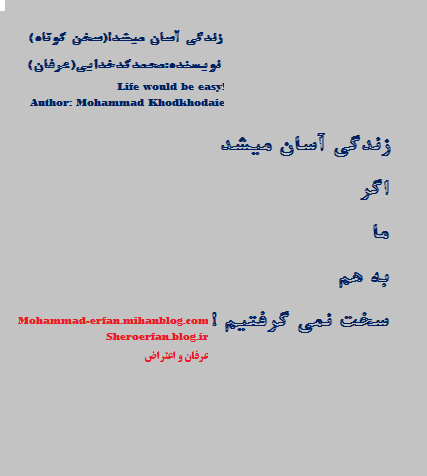 زندگی آسان میشد!(سخن کوتاه)
نویسنده:محمدکدخدایی(عرفان)
Life would be easy!
Author: Mohammad Khodkhodaie
زندگی آسان میشد
اگر
ما
به هم
سخت نمی گرفتیم !
Mohammad-erfan.mihanblog.com
Sheroerfan.blog.ir
عرفان و اعتراض